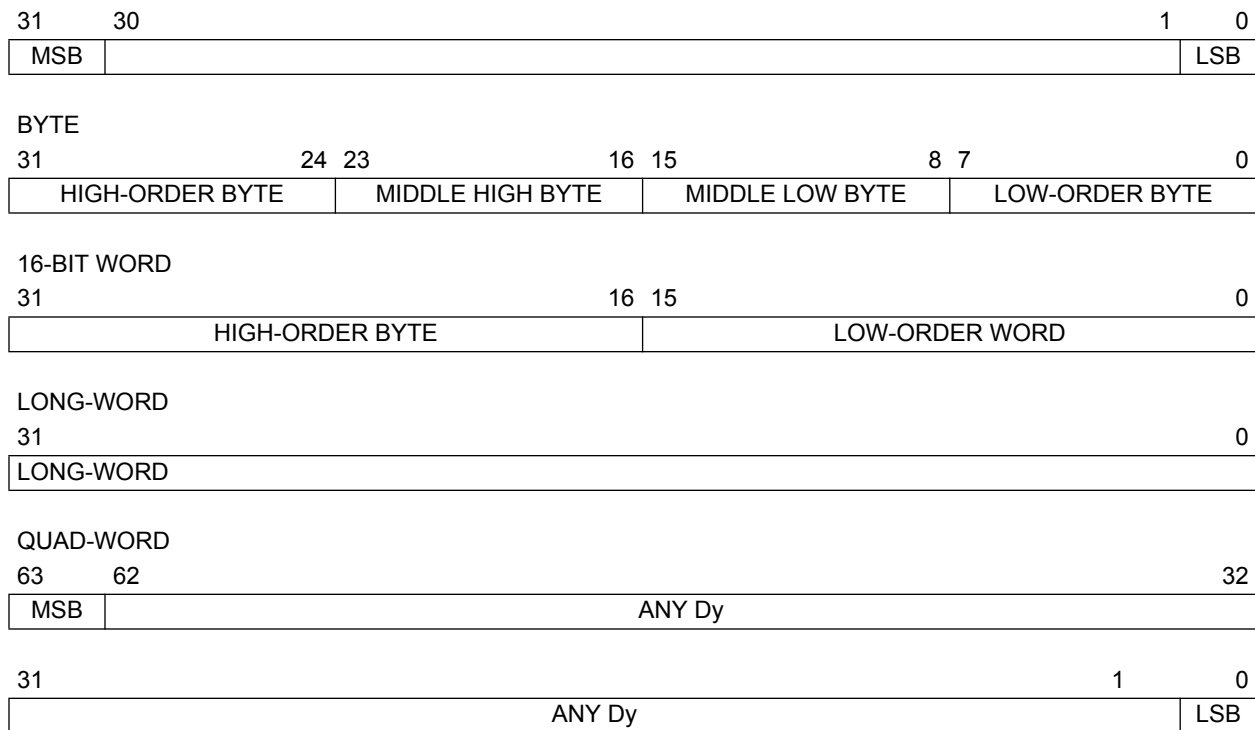 31 30 1 0
MSB LSB
BYTE
31 24 23 16 15 8 7 0
HIGH-ORDER BYTE MIDDLE HIGH BYTE MIDDLE LOW BYTE LOW-ORDER BYTE
16-BIT WORD
31 16 15 0
HIGH-ORDER BYTE LOW-ORDER WORD
LONG-WORD
31 0
LONG-WORD
QUAD-WORD
63 62 32
MSB ANY Dy
31 1 0
ANY Dy LSB